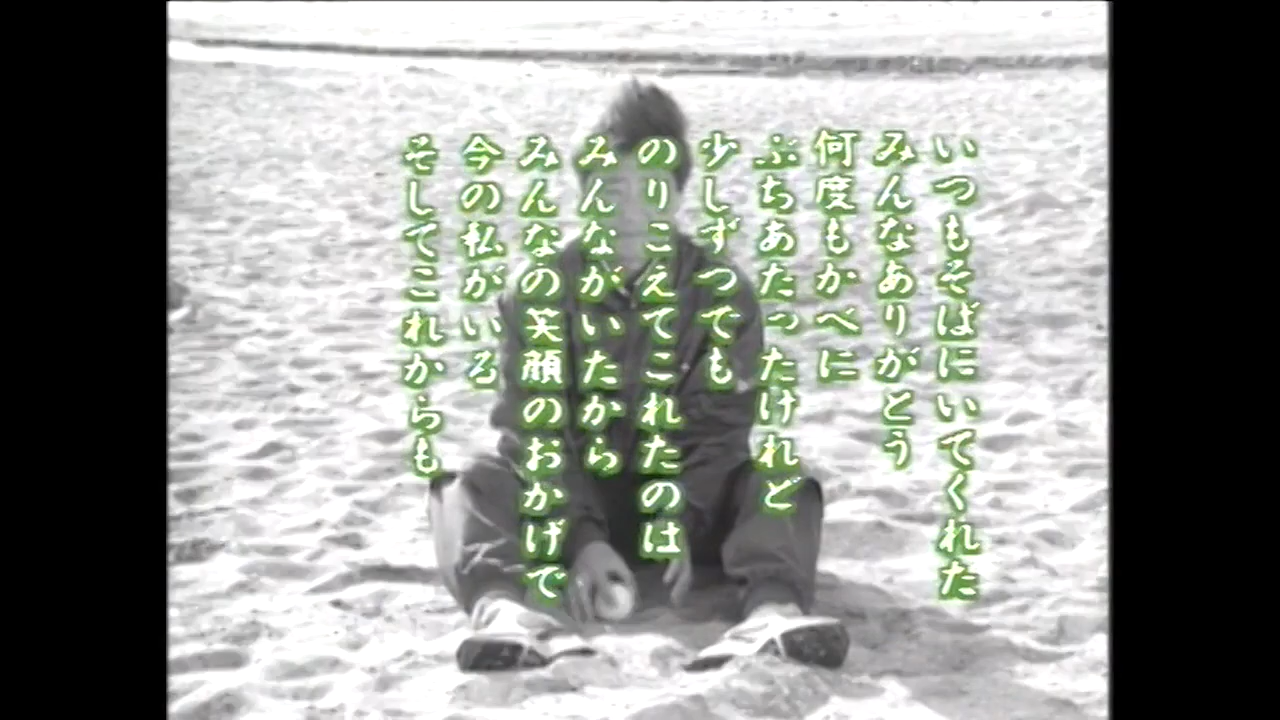 いつもそばにいてくれた
みんなありがとう
何度もかべに
ぶちあたったけれど
少しずつでも
のりこえてこれたのは
みんながいたから
みんなの笑顔のおかげで
今の私がいる
そしてこれからも